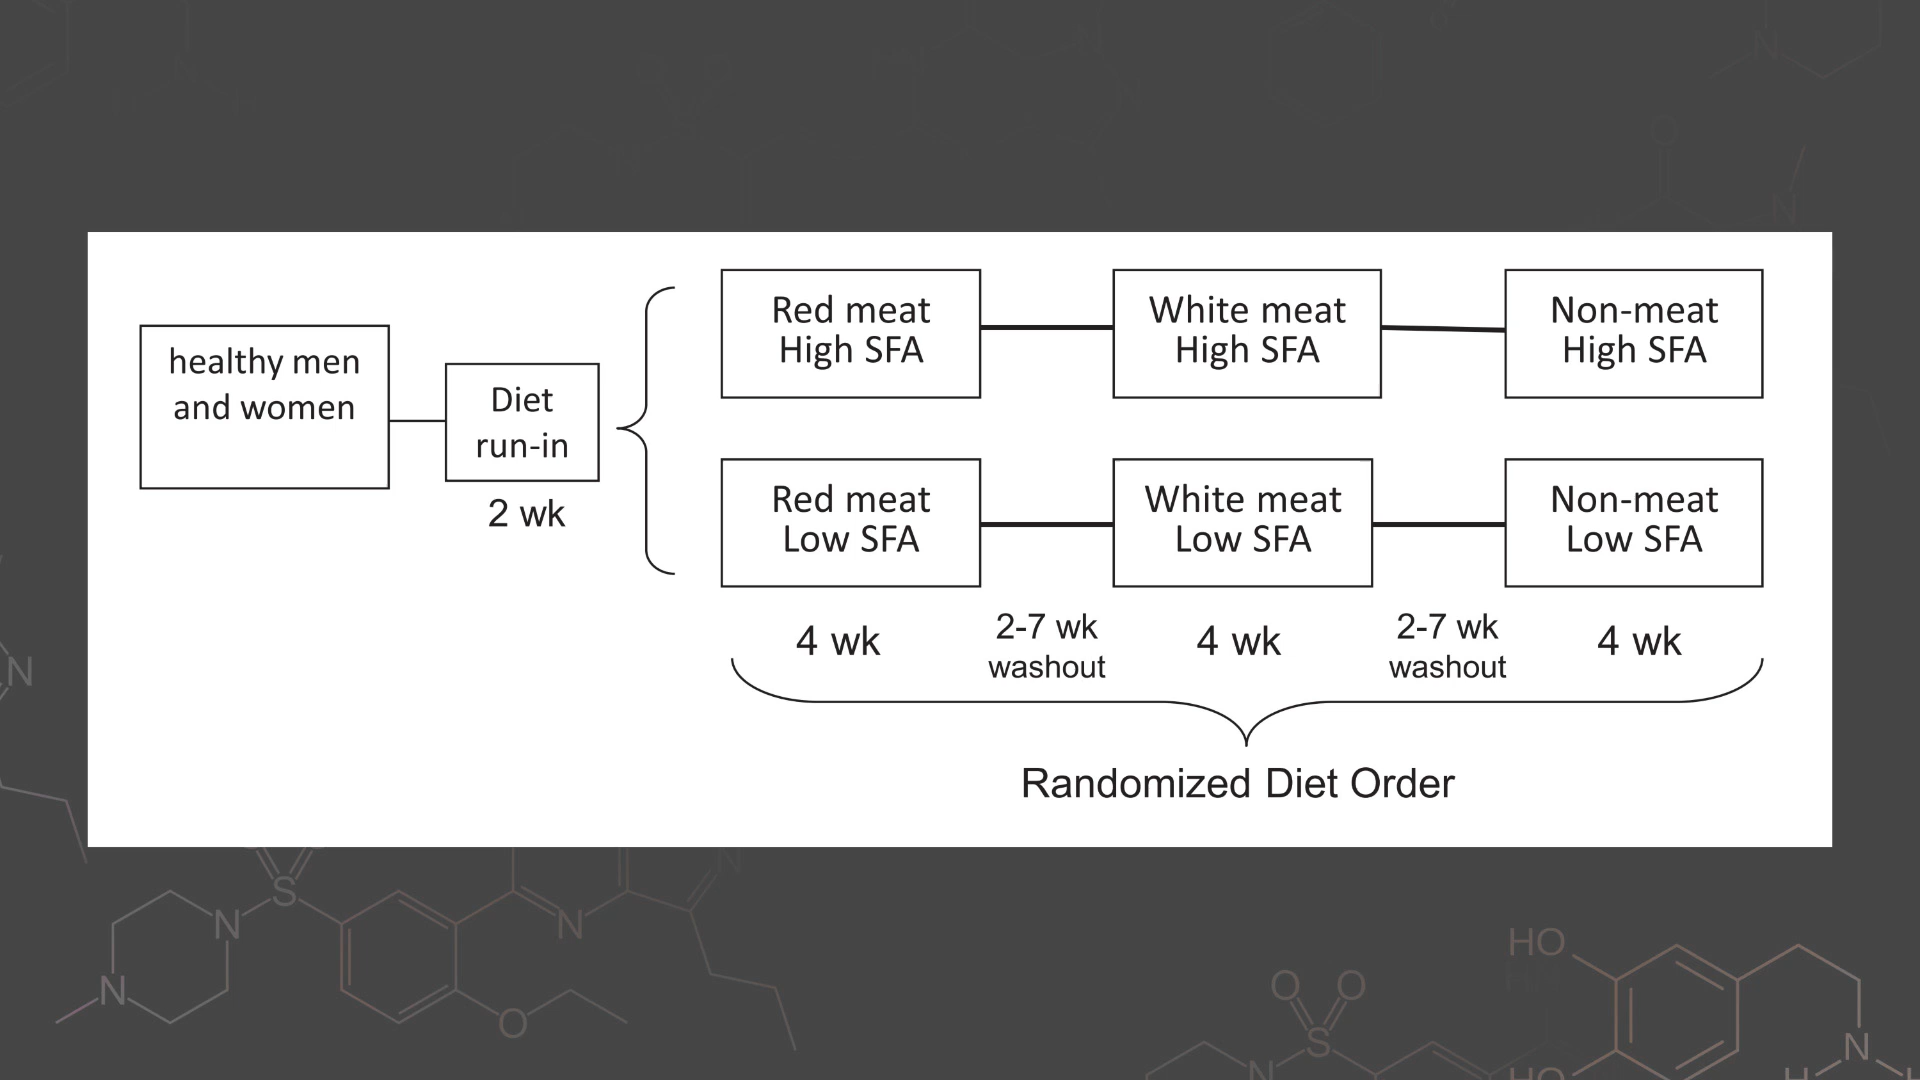 healthy men
and women
Diet
run-in
2 wk
Red meat
High SFA
White meat
High SFA
Non-meat
High SFA
Red meat
Low SFA
White meat
Low SFA
Non-meat
Low SFA
4 wk
2-7 wk
washout
4 wk
2-7 wk
washout
4 wk
Randomized Diet Order
N
S
N
N
N
O
HO
O
O
S
N
N
HO